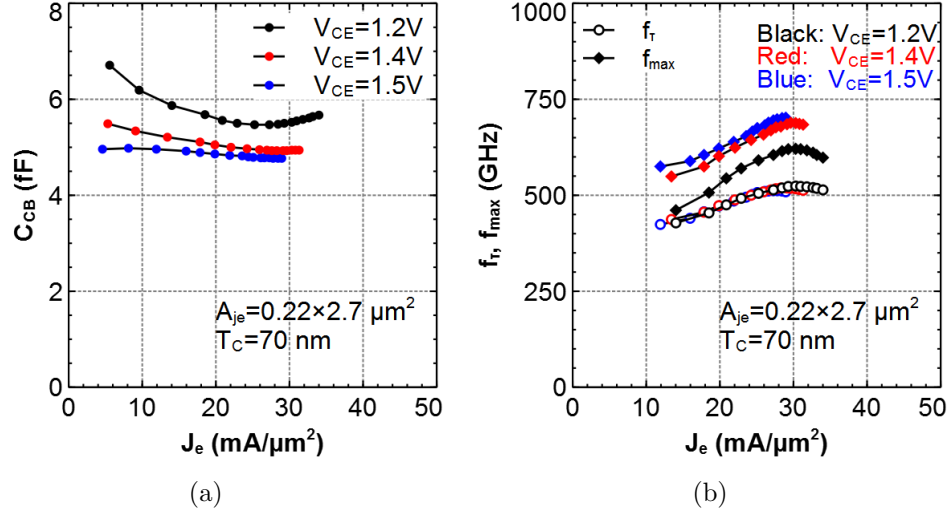 8
6
4
2
0
0
10
20
30
40
50
C_CB (fF)
J_e (mA/µm²)
V_CE=1.2V
V_CE=1.4V
V_CE=1.5V
A_je=0.22×2.7 µm²
T_C=70 nm
(a)
1000
750
500
250
0
0
10
20
30
40
50
f_τ, f_max (GHz)
J_e (mA/µm²)
f_τ
f_max
Black: V_CE=1.2V
Red: V_CE=1.4V
Blue: V_CE=1.5V
A_je=0.22×2.7 µm²
T_C=70 nm
(b)